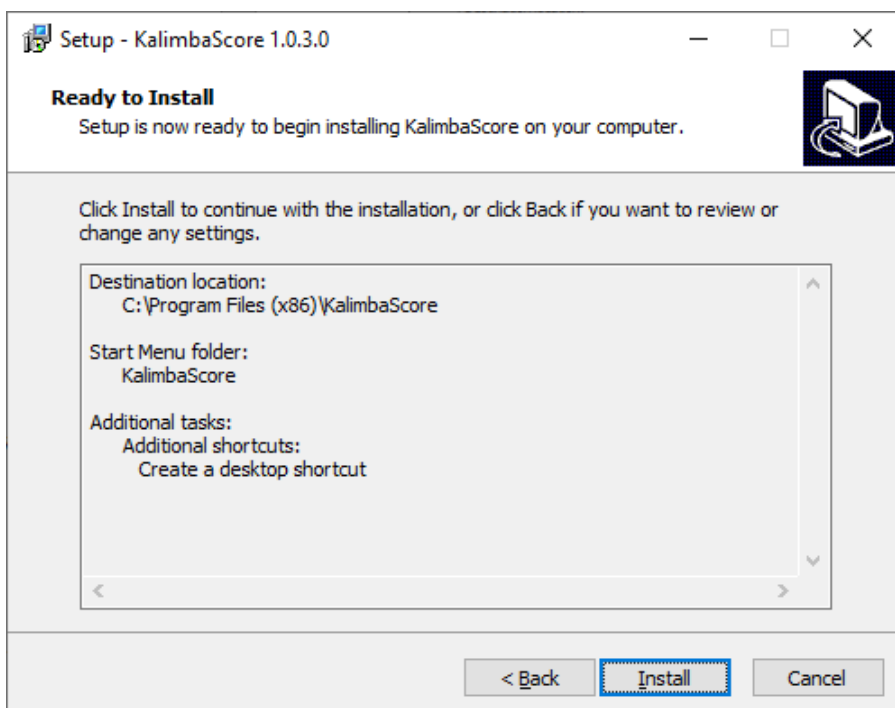 Setup - KalimbaScore 1.0.3.0
Ready to Install
Setup is now ready to begin installing KalimbaScore on your computer.
Click Install to continue with the installation, or click Back if you want to review or
change any settings.
Destination location:
C:\Program Files (x86)\KalimbaScore
Start Menu folder:
KalimbaScore
Additional tasks:
Additional shortcuts:
Create a desktop shortcut
< Back
Install
Cancel